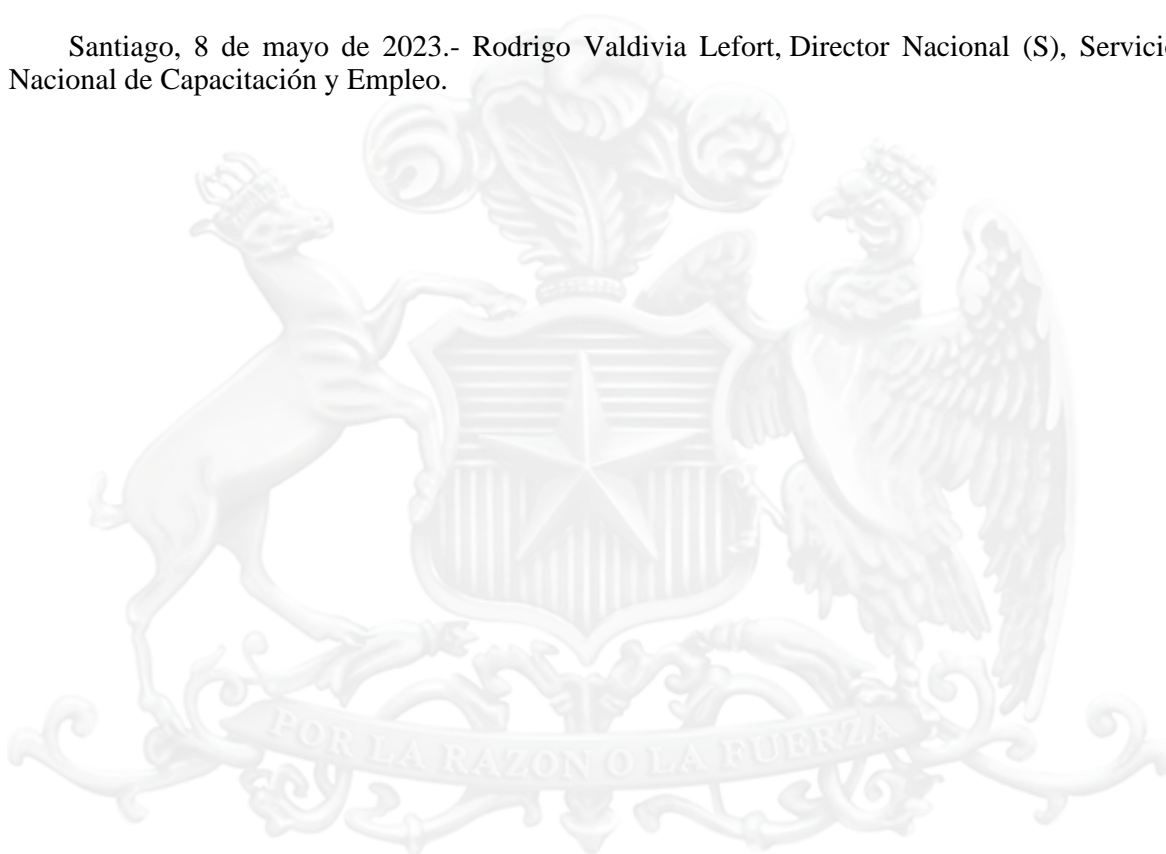 Santiago, 8 de mayo de 2023.- Rodrigo Valdivia Lefort, Director Nacional (S), Servicio
Nacional de Capacitación y Empleo.
POR LA RAZON O LA FUERZA